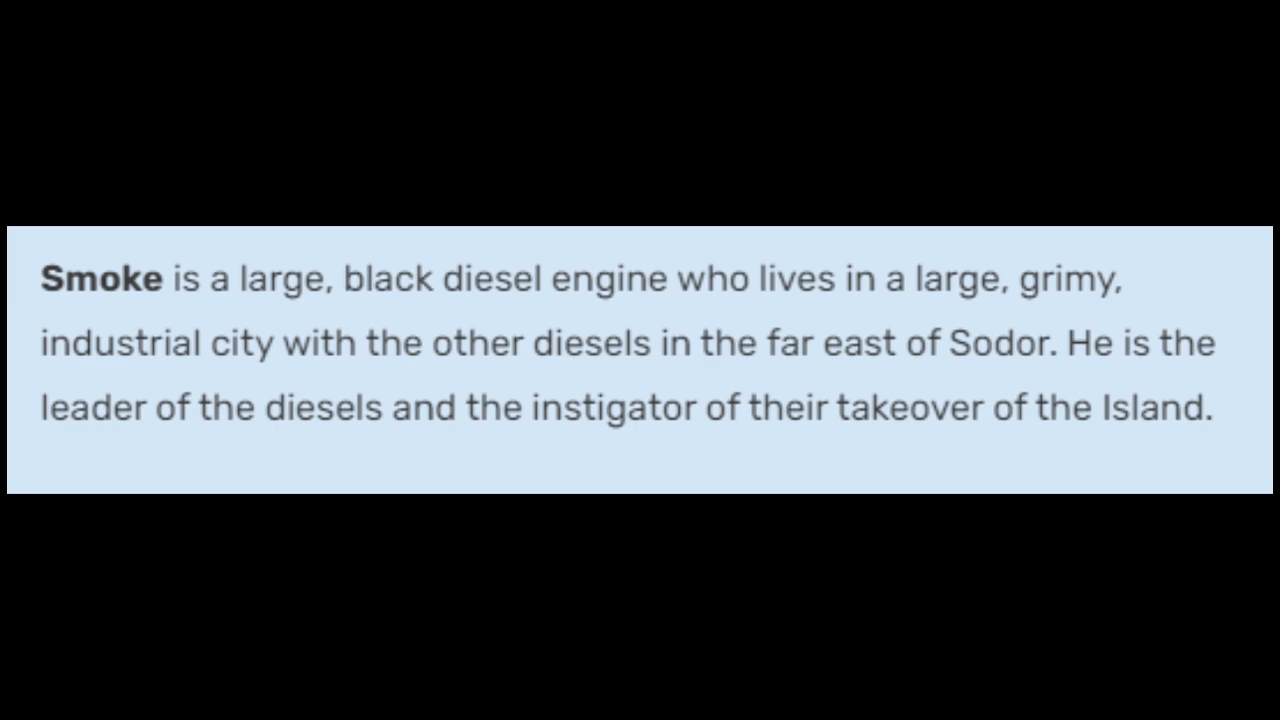 Smoke is a large, black diesel engine who lives in a large, grimy,
industrial city with the other diesels in the far east of Sodor. He is the
leader of the diesels and the instigator of their takeover of the Island.